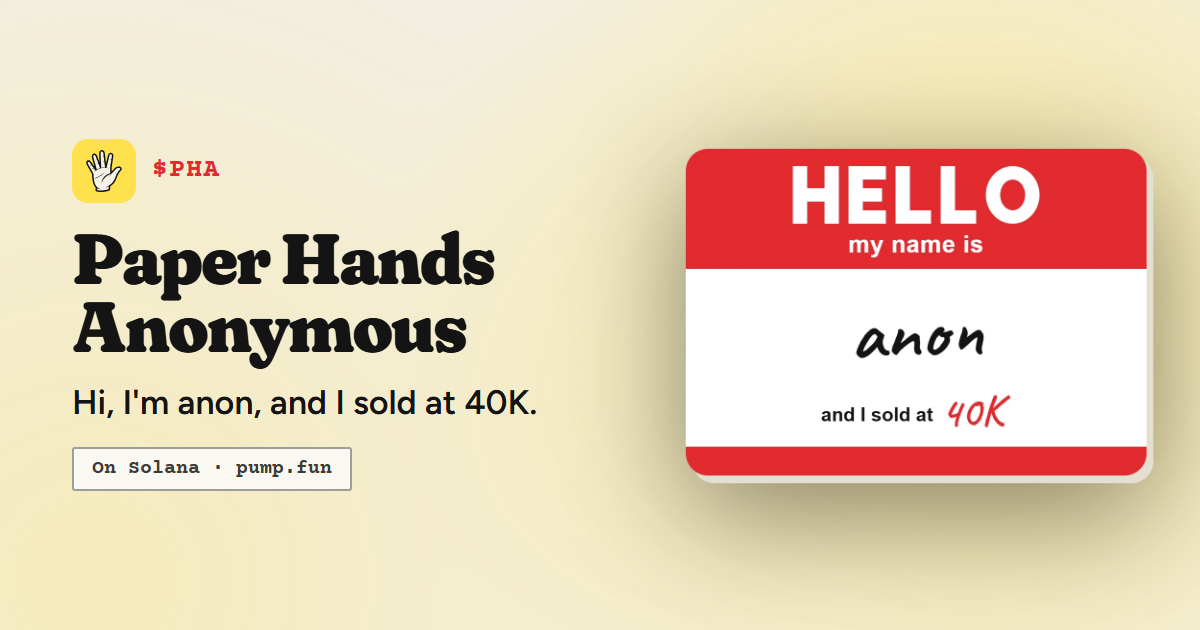 $PHA
Paper Hands
Anonymous
Hi, I'm anon, and I sold at 40K.
On Solana · pump.fun
HELLO
my name is
anon
and I sold at 40K